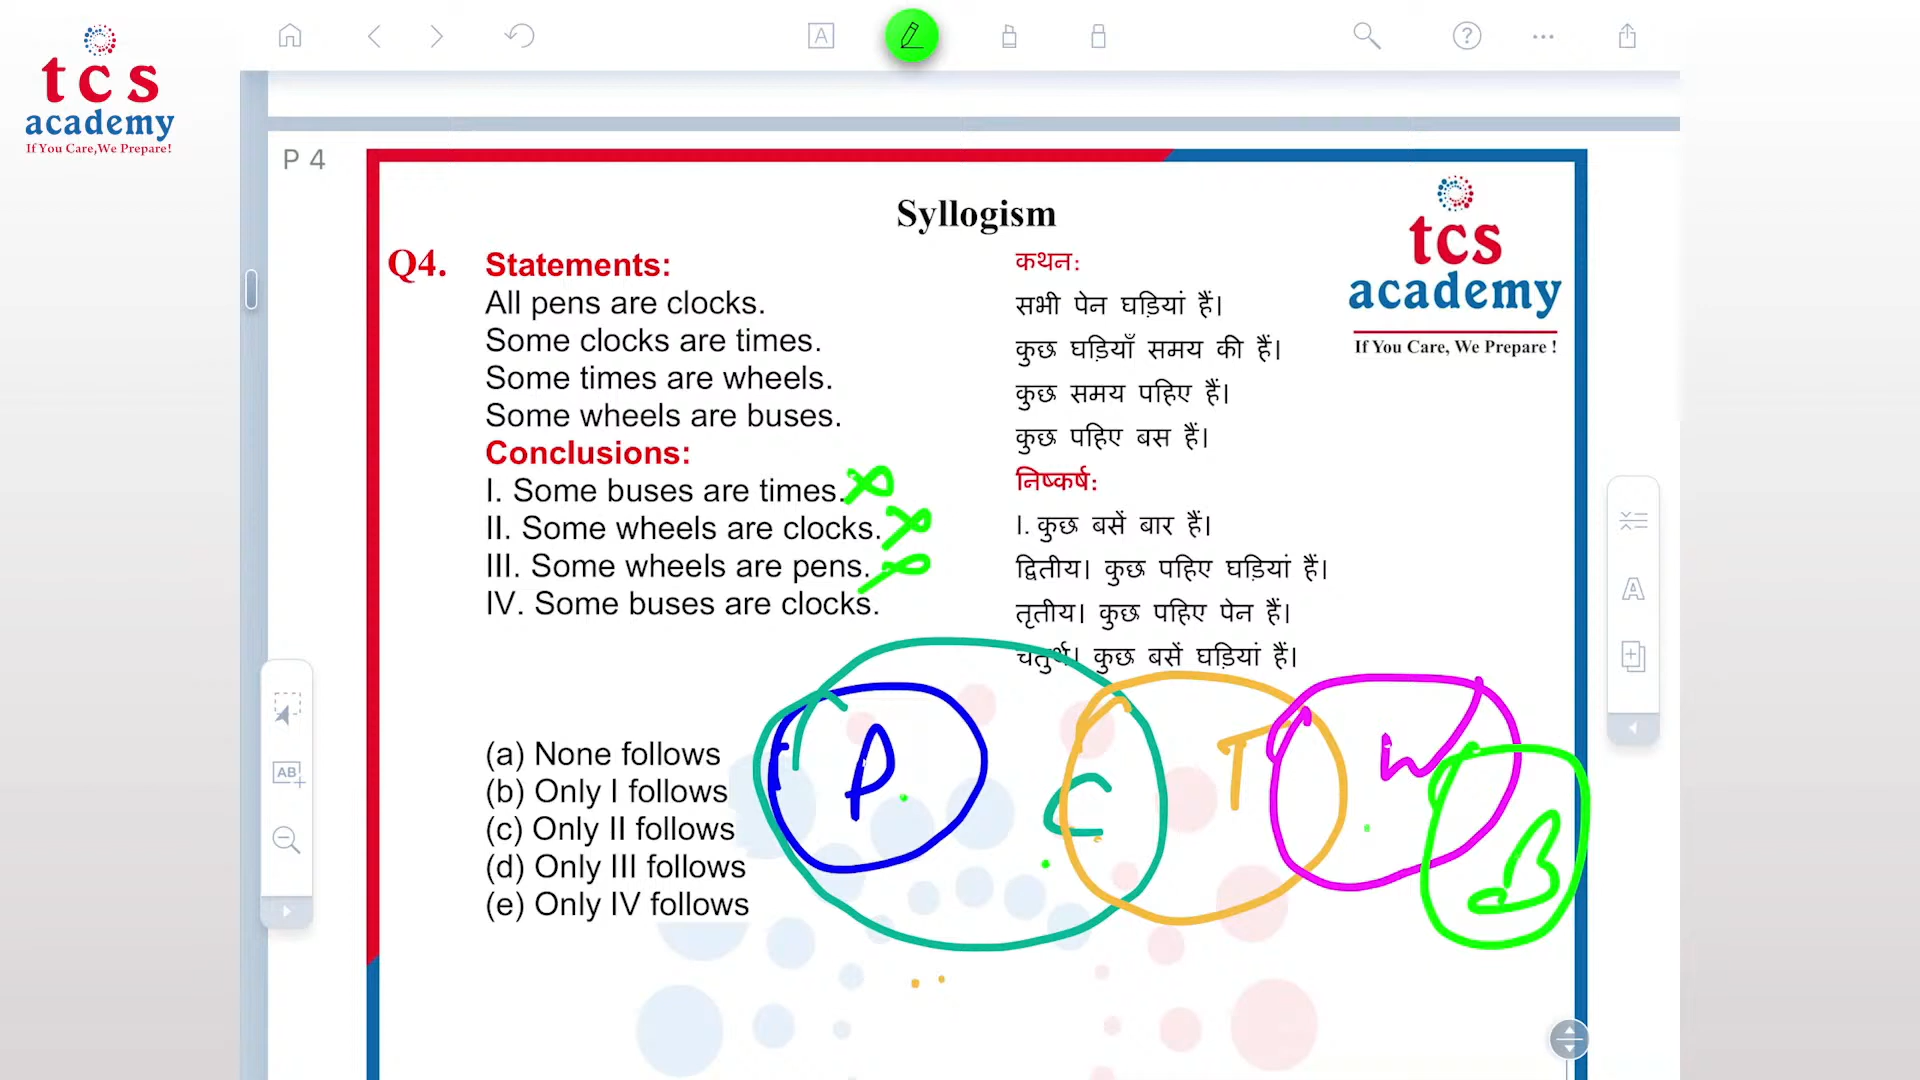 tcs
academy
If You Care,We Prepare!
A
?
P 4
Syllogism
tcs
academy
If You Care, We Prepare !
Q4.
Statements:
All pens are clocks.
Some clocks are times.
Some times are wheels.
Some wheels are buses.
Conclusions:
I. Some buses are times.
II. Some wheels are clocks.
III. Some wheels are pens.
IV. Some buses are clocks.
कथन:
सभी पेन घड़ियां हैं।
कुछ घड़ियाँ समय की हैं।
कुछ समय पहिए हैं।
कुछ पहिए बस हैं।
निष्कर्ष:
I. कुछ बसें बार हैं।
द्वितीय। कुछ पहिए घड़ियां हैं।
तृतीय। कुछ पहिए पेन हैं।
चतुर्थ। कुछ बसें घड़ियां हैं।
(a) None follows
(b) Only I follows
(c) Only II follows
(d) Only III follows
(e) Only IV follows
P
C
T
W
B
AB
A